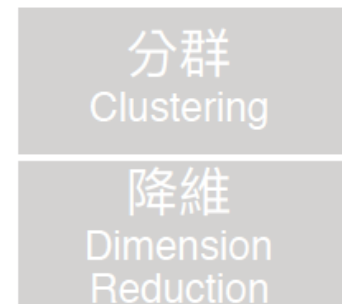 分群
Clustering
降維
Dimension
Reduction